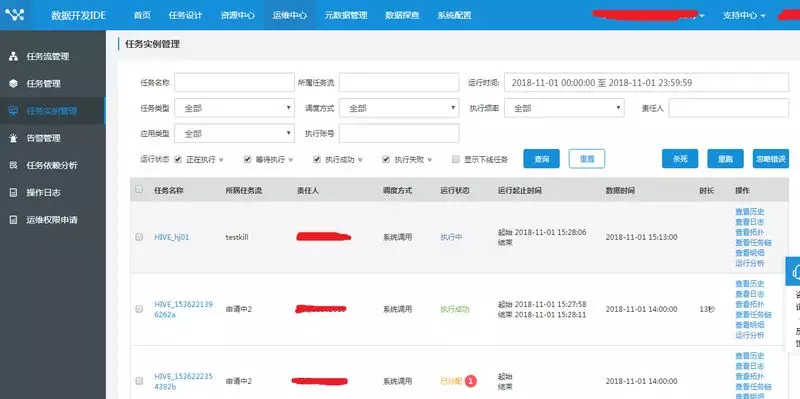 数据开发IDE 首页 任务设计 资源中心 运维中心 元数据管理 数据探查 系统配置 支持中心
任务流管理
任务管理
任务实例管理
告警管理
任务依赖分析
操作日志
运维权限申请
任务实例管理
任务名称 所属任务流 运行时间: 2018-11-01 00:00:00 至 2018-11-01 23:59:59
任务类型 全部 调度方式 全部 执行频率 全部 责任人
应用类型 全部 执行账号
运行状态 正在执行 等待执行 执行成功 执行失败 显示下线任务 查询 重置 杀死 重跑 忽略错误
任务名称 所属任务流 责任人 调度方式 运行状态 运行起止时间 数据时间 时长 操作
HIVE_hj01 testkill 系统调用 执行中 起始 2018-11-01 15:28:06 2018-11-01 15:13:00
结束
查看历史
查看日志
查看拓扑
查看任务链
查看明细
运行分析
HIVE_1536221396262a 申请中2 系统调用 执行成功 起始 2018-11-01 15:27:58 2018-11-01 14:00:00 13秒
结束 2018-11-01 15:28:11
查看历史
查看日志
查看拓扑
查看任务链
查看明细
运行分析
HIVE_1536222354392b 申请中2 系统调用 已分配 1 起始 2018-11-01 14:00:00
结束
查看历史
查看日志
查看拓扑
查看任务链
查看明细